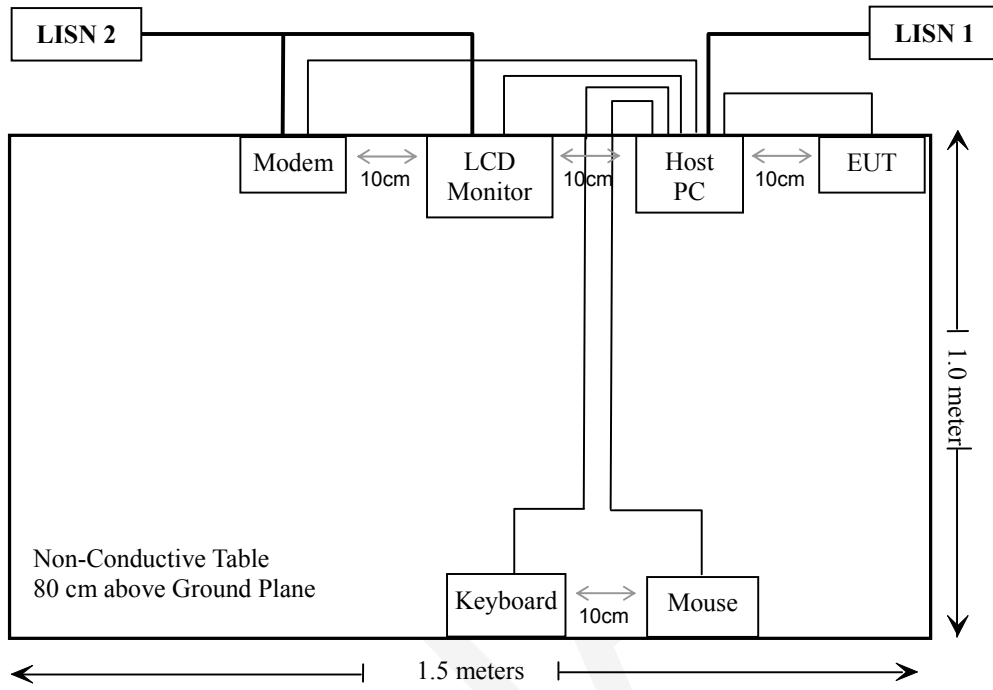 LISN 2
LISN 1
Modem
10cm
LCD
Monitor
10cm
Host
PC
10cm
EUT
1.0 meter
Non-Conductive Table
80 cm above Ground Plane
Keyboard
10cm
Mouse
1.5 meters